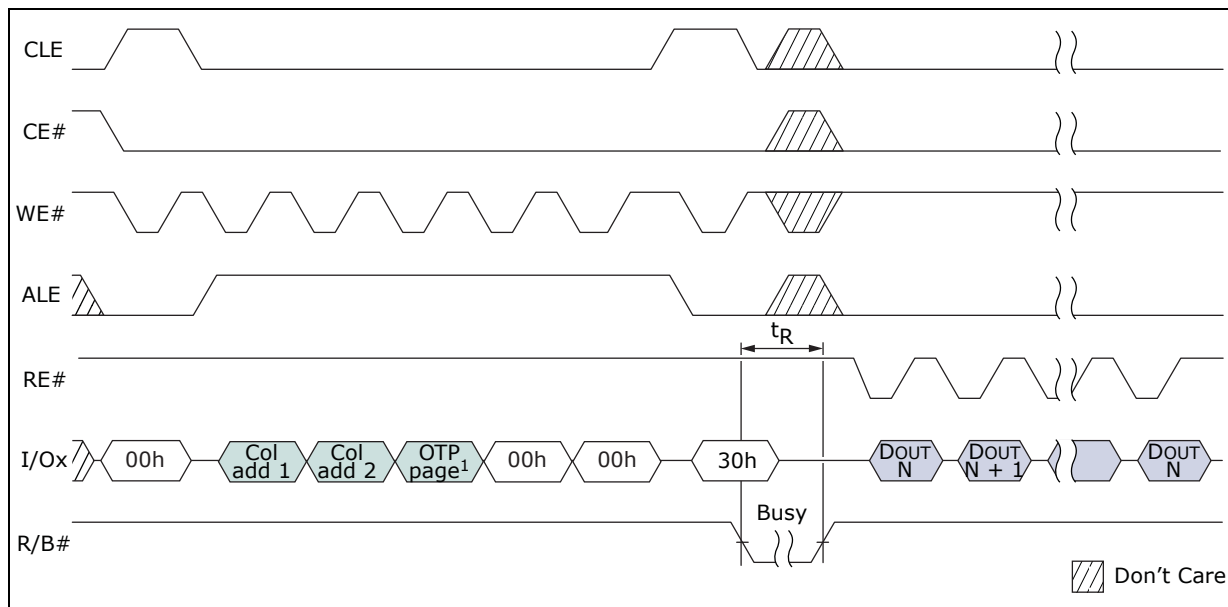 CLE
CE#
WE#
ALE
tR
RE#
I/Ox
00h
Col
add 1
Col
add 2
OTP
page1
00h
00h
30h
DOUT
N
DOUT
N + 1
DOUT
N
Busy
R/B#
Don't Care